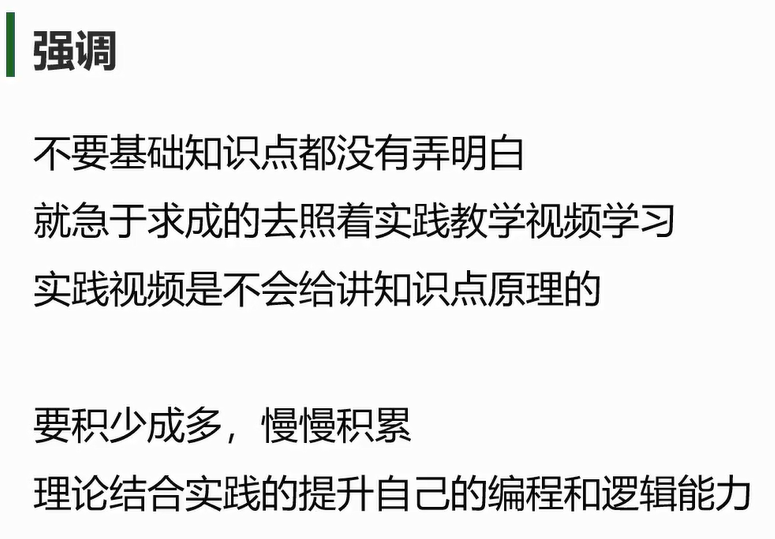 强调
不要基础知识点都没有弄明白
就急于求成的去照着实践教学视频学习
实践视频是不会给讲知识点原理的
要积少成多，慢慢积累
理论结合实践的提升自己的编程和逻辑能力